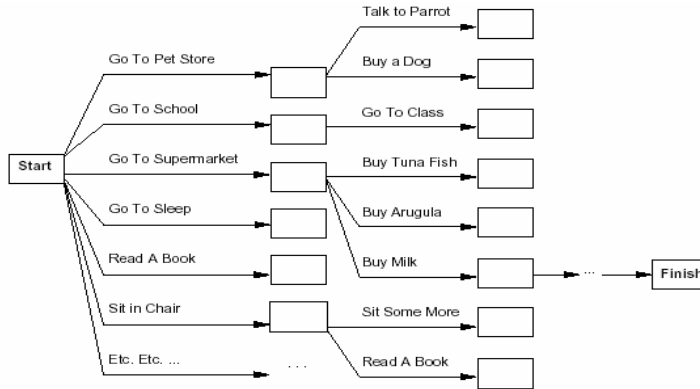 Talk to Parrot
Go To Pet Store
Buy a Dog
Go To School
Go To Class
Start
Go To Supermarket
Buy Tuna Fish
Go To Sleep
Buy Arugula
Read A Book
Buy Milk
...
Finish
Sit in Chair
Sit Some More
Etc. Etc. ...
. . .
Read A Book